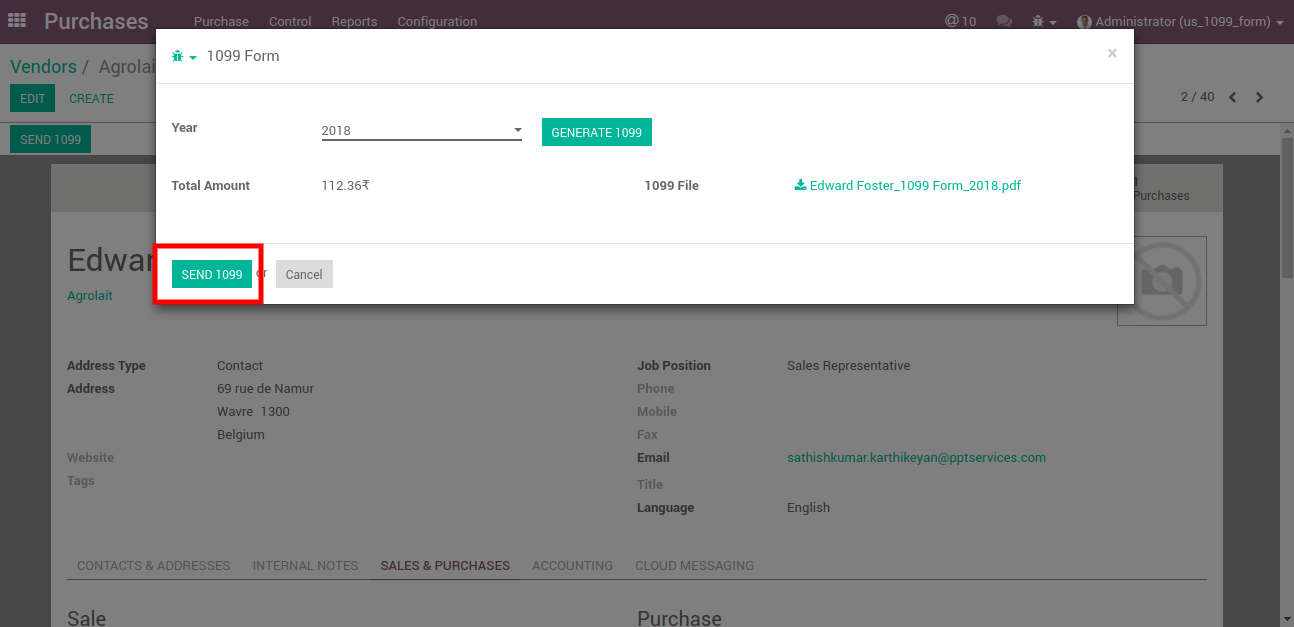 Purchases Purchase Control Reports Configuration @ 10 Administrator (us_1099_form)
Vendors / Agrolai
1099 Form ×
EDIT CREATE 2 / 40
SEND 1099
Year 2018 GENERATE 1099
Total Amount 112.36₹ 1099 File Edward Foster_1099 Form_2018.pdf
1
Purchases
Edwar
SEND 1099 or Cancel
Agrolait
Address Type Contact Job Position Sales Representative
Address 69 rue de Namur Phone
Wavre 1300 Mobile
Belgium Fax
Website Email sathishkumar.karthikeyan@pptservices.com
Tags Title
Language English
CONTACTS & ADDRESSES INTERNAL NOTES SALES & PURCHASES ACCOUNTING CLOUD MESSAGING
Sale Purchase